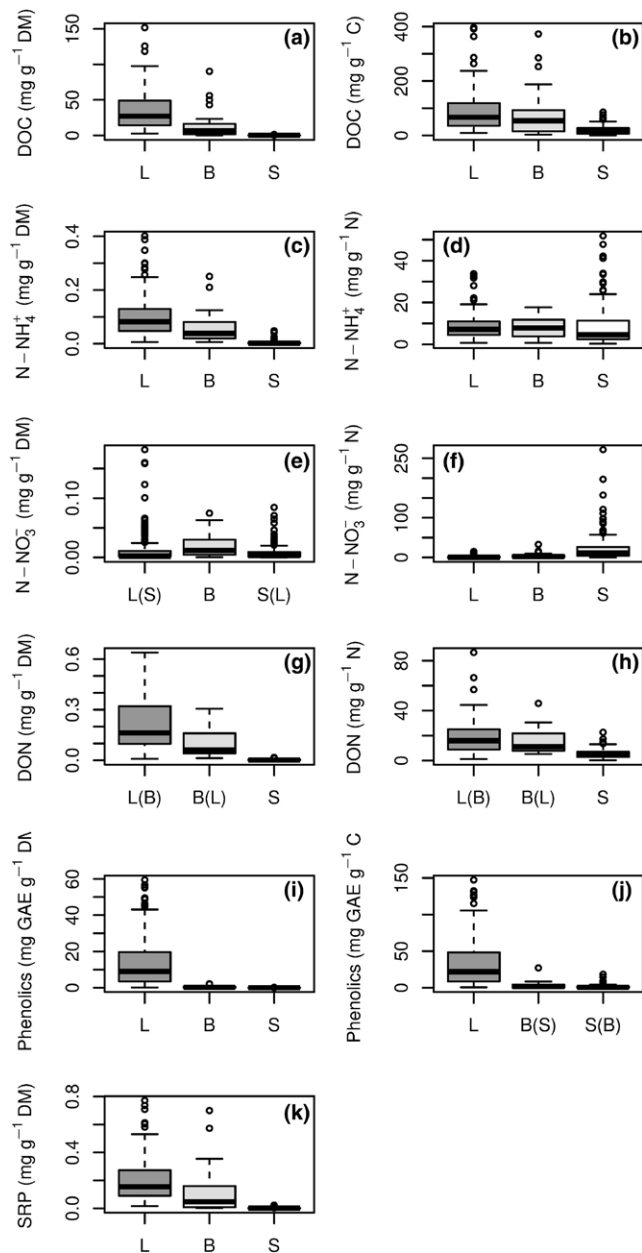 (a)
DOC (mg g⁻¹ DM)
150
50
0
L B S
(b)
DOC (mg g⁻¹ C)
400
200
0
L B S
(c)
N−NH₄⁺ (mg g⁻¹ DM)
0.4
0.2
0.0
L B S
(d)
N−NH₄⁺ (mg g⁻¹ N)
40
20
0
L B S
(e)
N−NO₃⁻ (mg g⁻¹ DM)
0.10
0.00
L(S) B S(L)
(f)
N−NO₃⁻ (mg g⁻¹ N)
250
100
0
L B S
(g)
DON (mg g⁻¹ DM)
0.6
0.3
0.0
L(B) B(L) S
(h)
DON (mg g⁻¹ N)
80
40
0
L(B) B(L) S
(i)
Phenolics (mg GAE g⁻¹ DM
60
40
20
0
L B S
(j)
Phenolics (mg GAE g⁻¹ C
150
50
0
L B(S) S(B)
(k)
SRP (mg g⁻¹ DM)
0.8
0.4
0.0
L B S